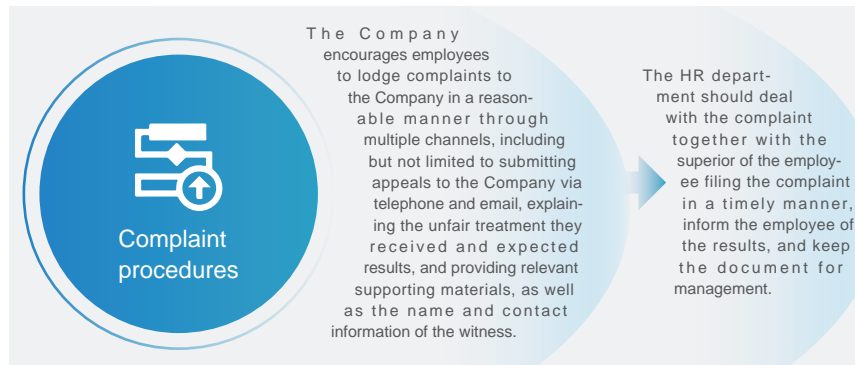 Complaint
procedures
The Company
encourages employees
to lodge complaints to
the Company in a reason-
able manner through
multiple channels, including
but not limited to submitting
appeals to the Company via
telephone and email, explain-
ing the unfair treatment they
received and expected
results, and providing relevant
supporting materials, as well
as the name and contact
information of the witness.
The HR depart-
ment should deal
with the complaint
together with the
superior of the employ-
ee filing the complaint
in a timely manner,
inform the employee of
the results, and keep
the document for
management.